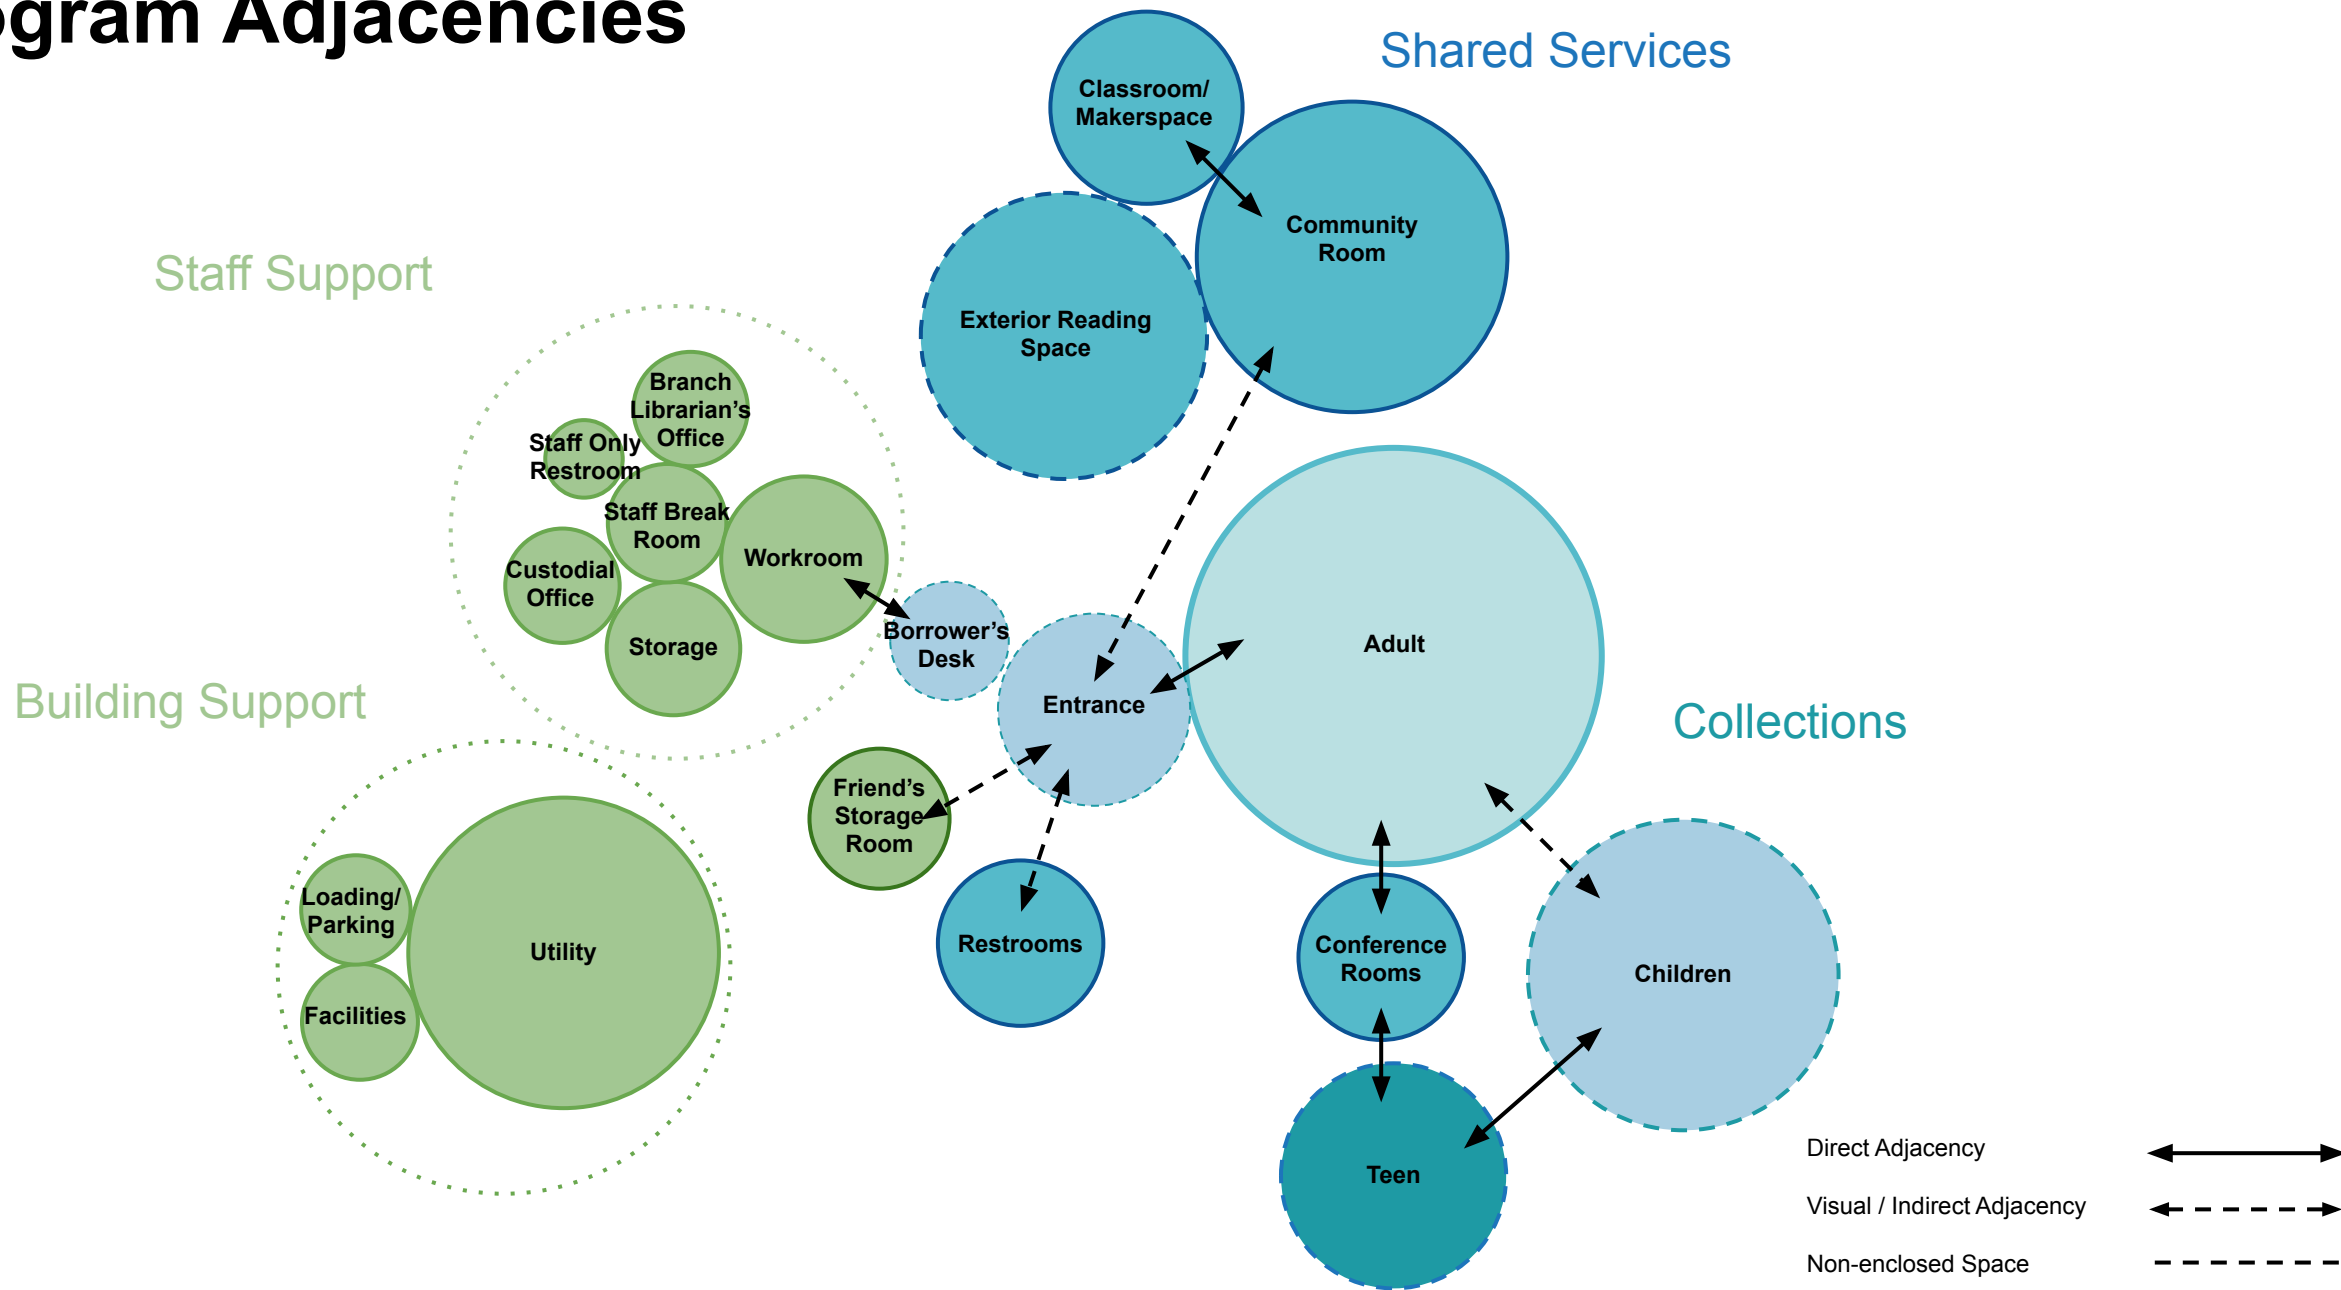 ogram Adjacencies
Shared Services
Classroom/
Makerspace
Community
Room
Exterior Reading
Space
Staff Support
Branch
Librarian’s
Office
Staff Only
Restroom
Staff Break
Room
Workroom
Custodial
Office
Storage
Borrower’s
Desk
Entrance
Adult
Building Support
Collections
Friend’s
Storage
Room
Loading/
Parking
Utility
Facilities
Restrooms
Conference
Rooms
Children
Teen
Direct Adjacency
Visual / Indirect Adjacency
Non-enclosed Space